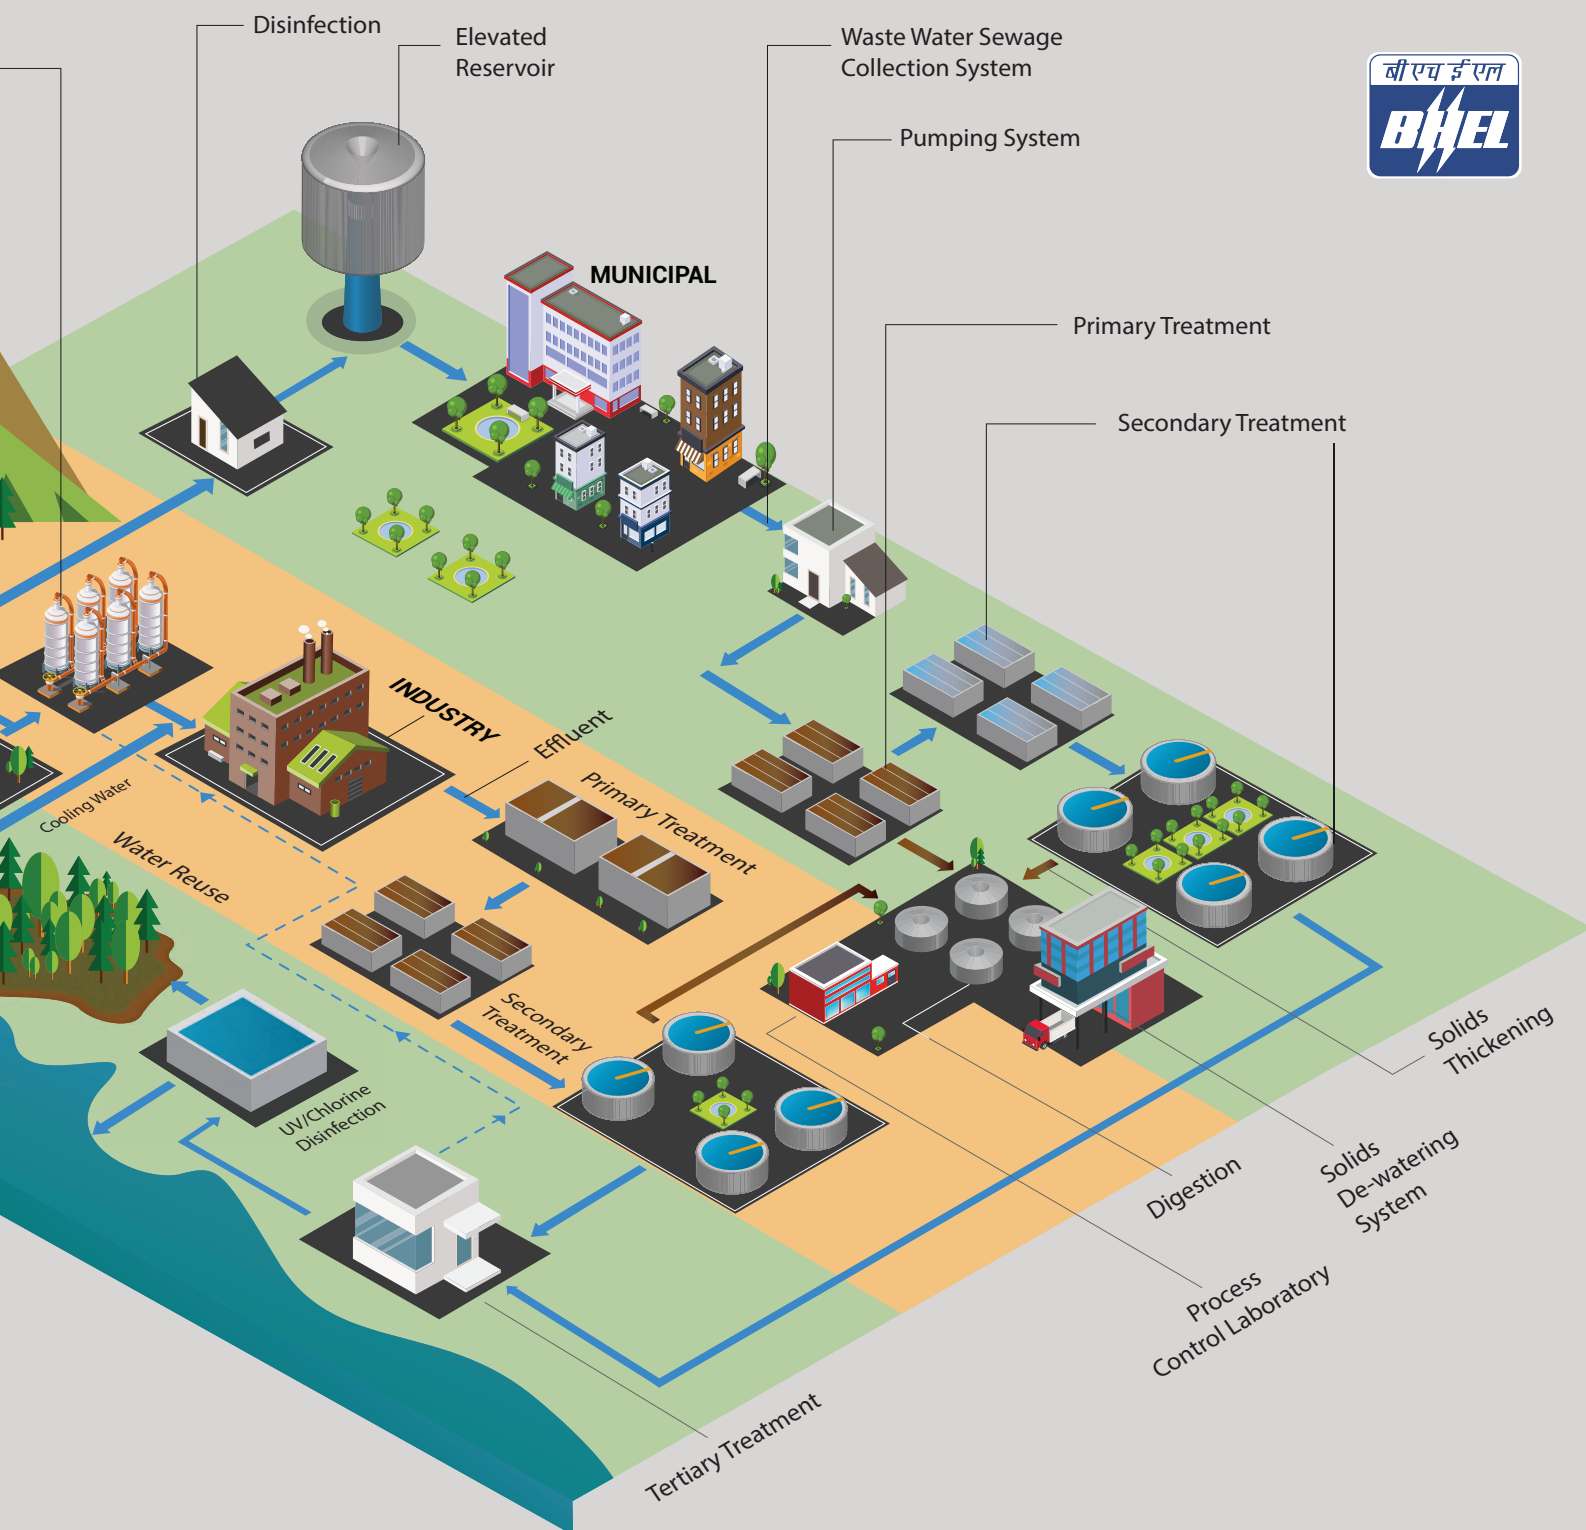 Disinfection
Elevated
Reservoir
Waste Water Sewage
Collection System
बी एच ई एल
BHEL
Pumping System
MUNICIPAL
Primary Treatment
Secondary Treatment
INDUSTRY
Effluent
Primary Treatment
Cooling Water
Water Reuse
Secondary
Treatment
UV/Chlorine
Disinfection
Solids
Thickening
Solids
De-watering
System
Digestion
Process
Control Laboratory
Tertiary Treatment